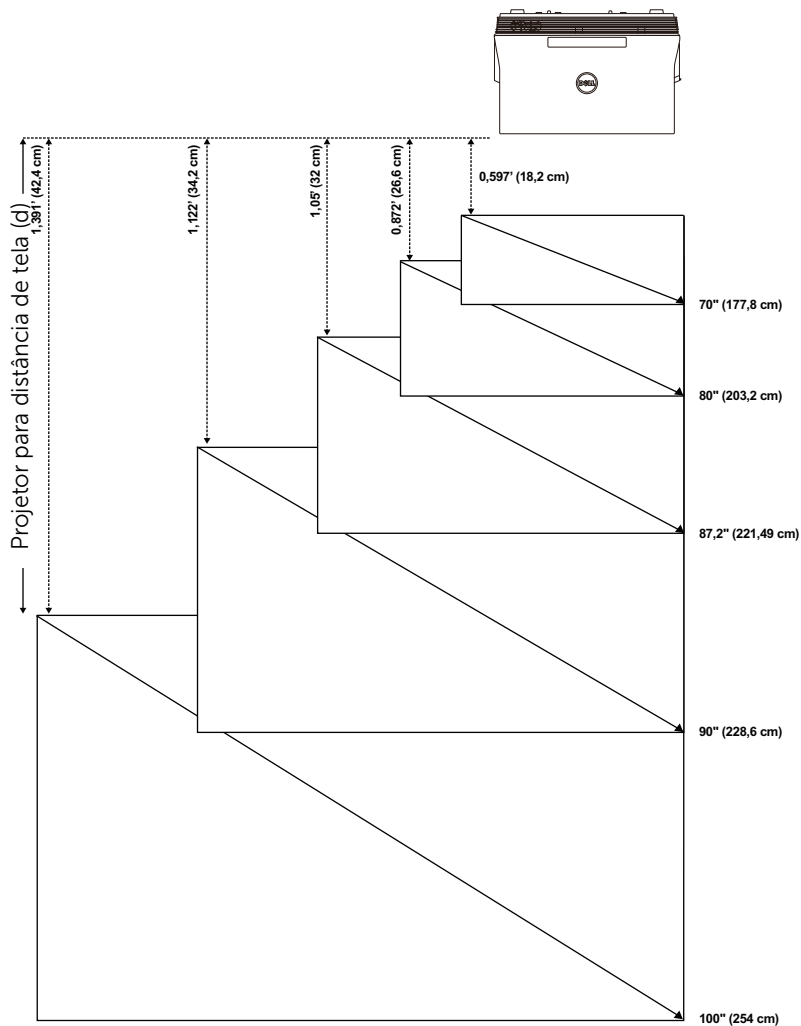 DELL
Projetor para distância de tela (d)
1,391' (42,4 cm)
1,122' (34,2 cm)
1,05' (32 cm)
0,872' (26,6 cm)
0,597' (18,2 cm)
70" (177,8 cm)
80" (203,2 cm)
87,2" (221,49 cm)
90" (228,6 cm)
100" (254 cm)